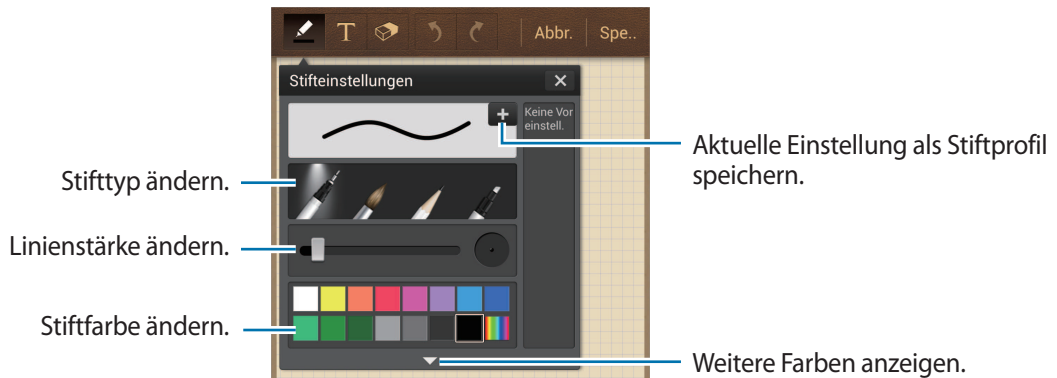 T
Abbr.
Spe..
Stifteinstellungen
Keine Vor
einstell.
Aktuelle Einstellung als Stiftprofil
speichern.
Stifttyp ändern.
Linienstärke ändern.
Stiftfarbe ändern.
Weitere Farben anzeigen.